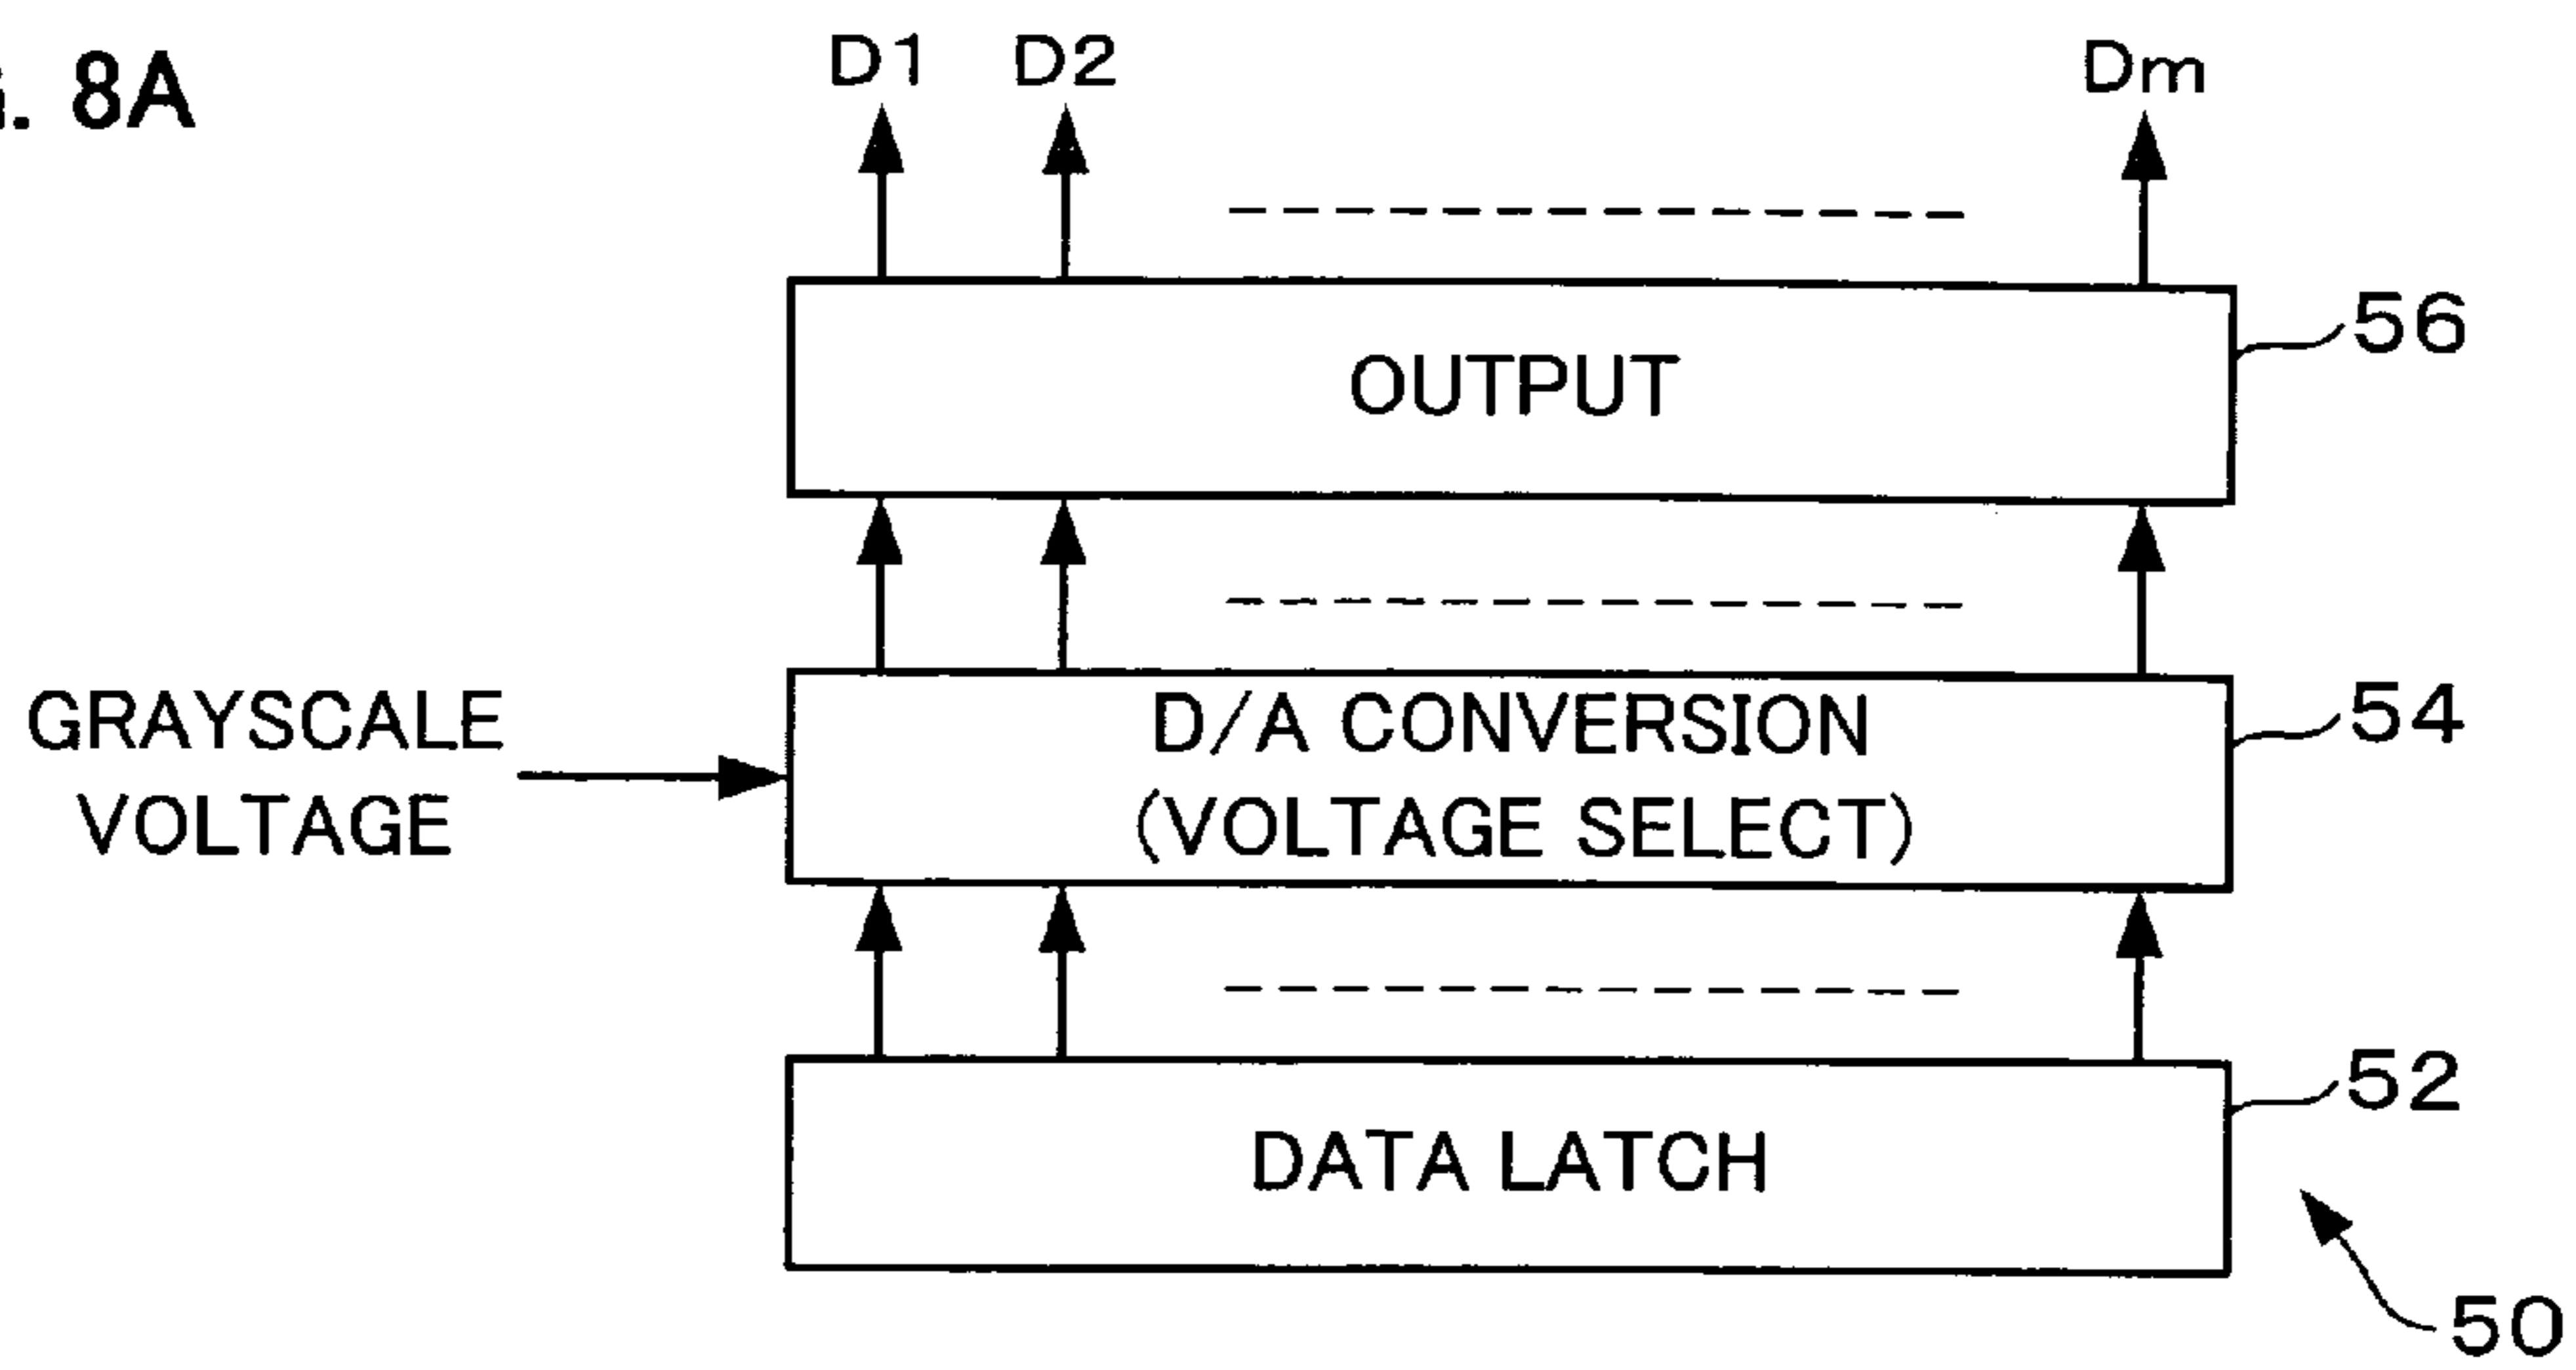 8A
D1 D2 Dm
56
OUTPUT
GRAYSCALE
VOLTAGE
D/A CONVERSION
(VOLTAGE SELECT)
54
52
DATA LATCH
50